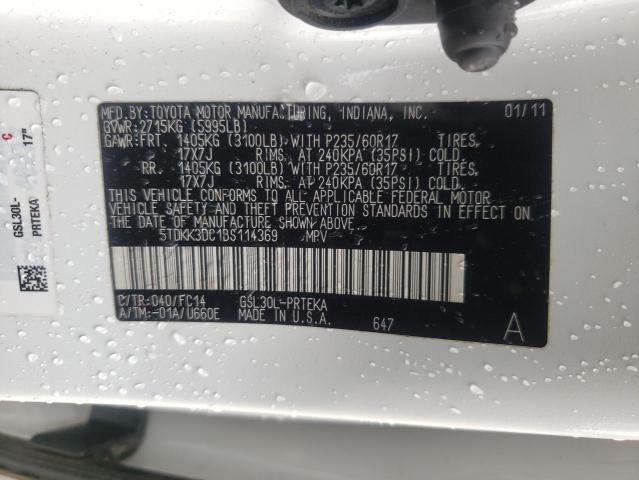 MFD.BY:TOYOTA MOTOR MANUFACTURING, INDIANA, INC. 01/11
GVWR: 2715KG (5995LB)
GAWR:FRT. 1405KG (3100LB) WITH P235/60R17 TIRES,
17X7J RIMS, AT 240KPA (35PSI) COLD.
RR. 1405KG (3100LB) WITH P235/60R17 TIRES,
17X7J RIMS, AT 240KPA (35PSI) COLD.
THIS VEHICLE CONFORMS TO ALL APPLICABLE FEDERAL MOTOR
VEHICLE SAFETY AND THEFT PREVENTION STANDARDS IN EFFECT ON
THE DATE OF MANUFACTURE SHOWN ABOVE.
5TDKK3DC1BS114369 MPV
C/TR:040/FC14 GSL30L-PRTEKA
A/TM:-01A/U660E MADE IN U.S.A. 647 A
GSL30L-
PRTEKA
C
17"